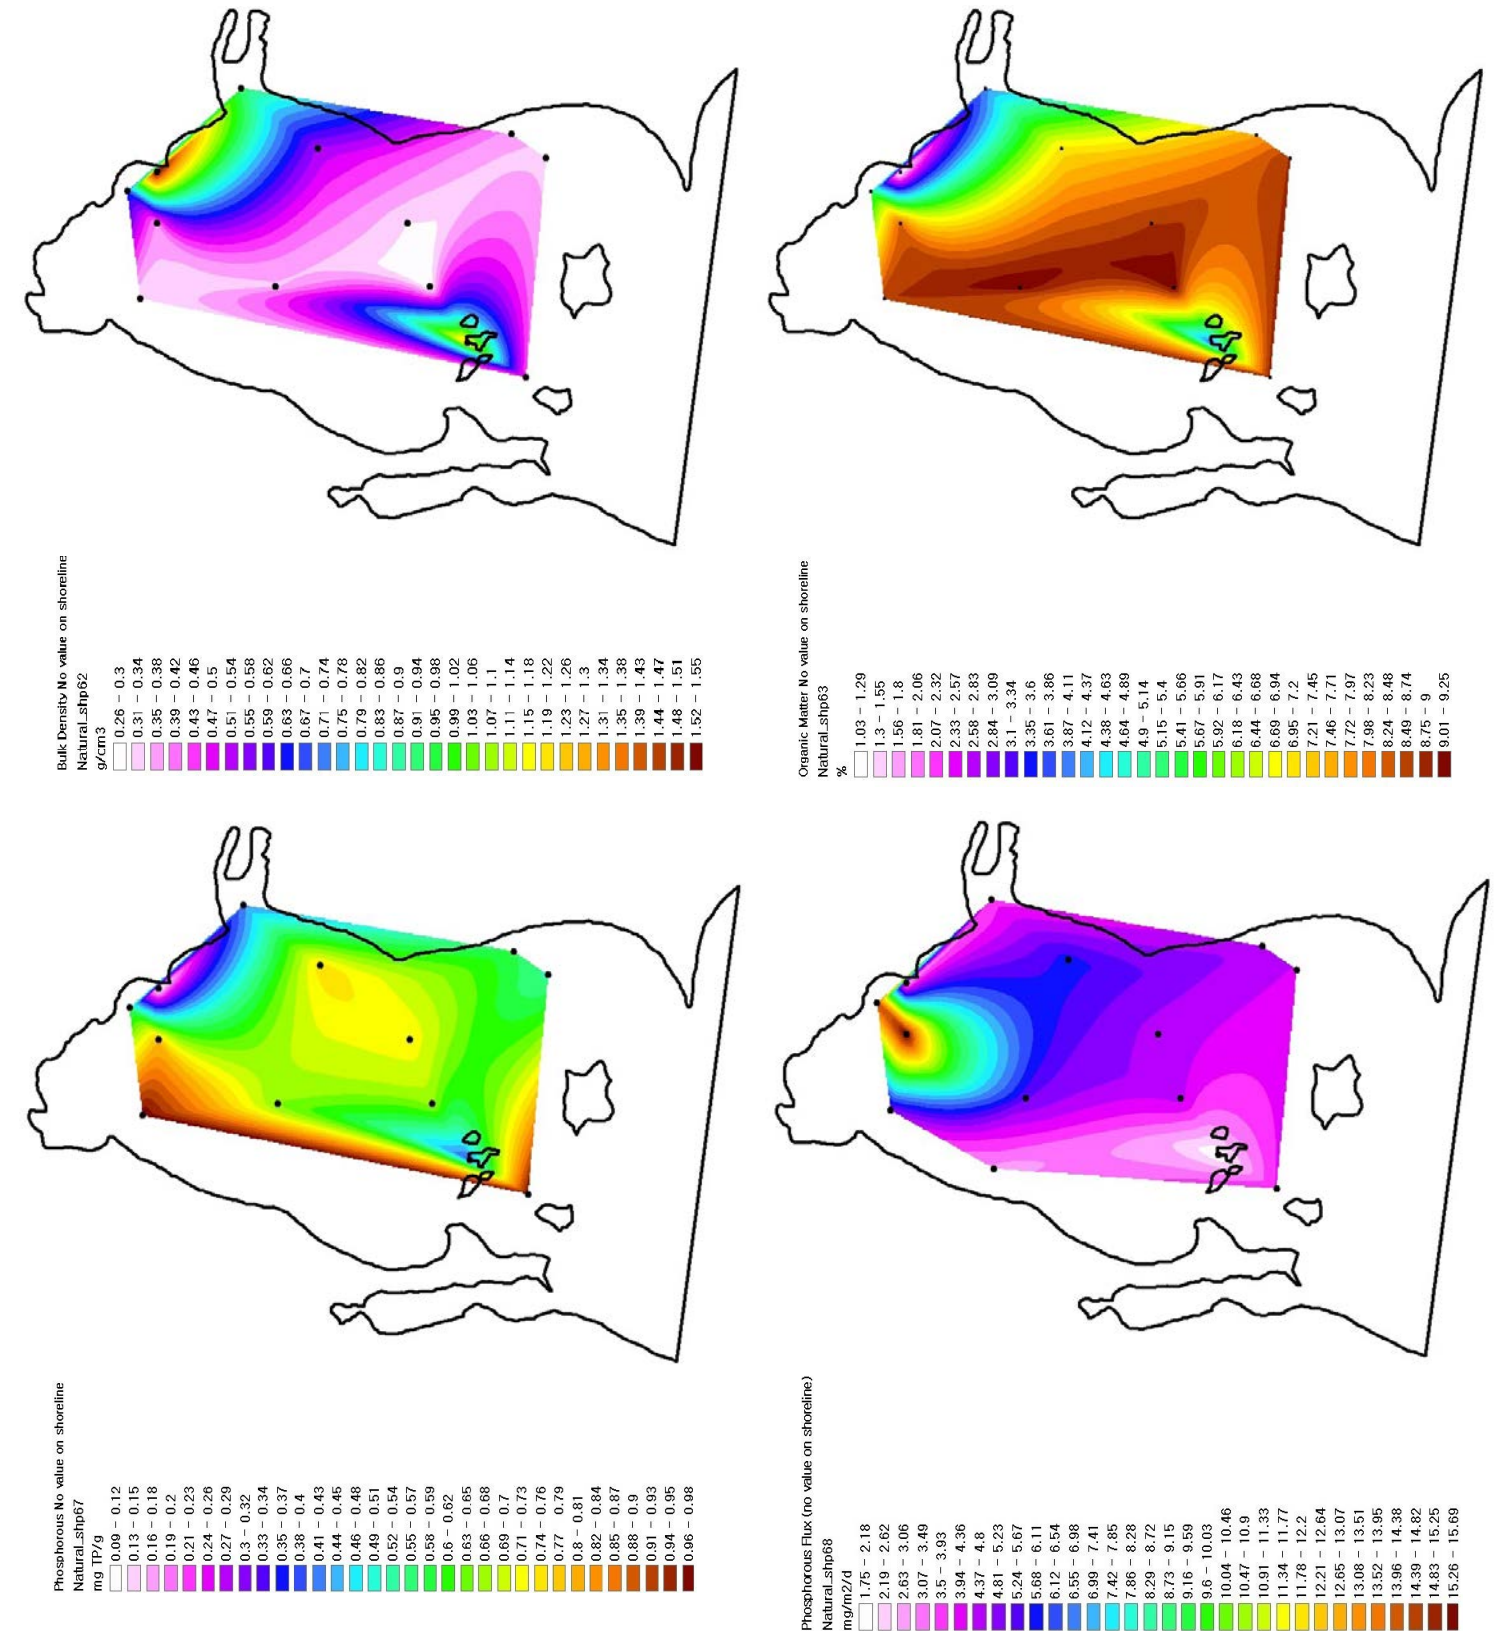 Bulk Density No value on shoreline
Natural_shp62
g/cm3
0.26 - 0.3
0.31 - 0.34
0.35 - 0.38
0.39 - 0.42
0.43 - 0.46
0.47 - 0.5
0.51 - 0.54
0.55 - 0.58
0.59 - 0.62
0.63 - 0.66
0.67 - 0.7
0.71 - 0.74
0.75 - 0.78
0.79 - 0.82
0.83 - 0.86
0.87 - 0.9
0.91 - 0.94
0.95 - 0.98
0.99 - 1.02
1.03 - 1.06
1.07 - 1.1
1.11 - 1.14
1.15 - 1.18
1.19 - 1.22
1.23 - 1.26
1.27 - 1.3
1.31 - 1.34
1.35 - 1.38
1.39 - 1.43
1.44 - 1.47
1.48 - 1.51
1.52 - 1.55
Organic Matter No value on shoreline
Natural_shp63
%
1.03 - 1.29
1.3 - 1.55
1.56 - 1.8
1.81 - 2.06
2.07 - 2.32
2.33 - 2.57
2.58 - 2.83
2.84 - 3.09
3.1 - 3.34
3.35 - 3.6
3.61 - 3.86
3.87 - 4.11
4.12 - 4.37
4.38 - 4.63
4.64 - 4.89
4.9 - 5.14
5.15 - 5.4
5.41 - 5.66
5.67 - 5.91
5.92 - 6.17
6.18 - 6.43
6.44 - 6.68
6.69 - 6.94
6.95 - 7.2
7.21 - 7.45
7.46 - 7.71
7.72 - 7.97
7.98 - 8.23
8.24 - 8.48
8.49 - 8.74
8.75 - 9
9.01 - 9.25
Phosphorous No value on shoreline
Natural_shp67
mg TP/g
0.09 - 0.12
0.13 - 0.15
0.16 - 0.18
0.19 - 0.2
0.21 - 0.23
0.24 - 0.26
0.27 - 0.29
0.3 - 0.32
0.33 - 0.34
0.35 - 0.37
0.38 - 0.4
0.41 - 0.43
0.44 - 0.45
0.46 - 0.48
0.49 - 0.51
0.52 - 0.54
0.55 - 0.57
0.58 - 0.59
0.6 - 0.62
0.63 - 0.65
0.66 - 0.68
0.69 - 0.7
0.71 - 0.73
0.74 - 0.76
0.77 - 0.79
0.8 - 0.81
0.82 - 0.84
0.85 - 0.87
0.88 - 0.9
0.91 - 0.93
0.94 - 0.95
0.96 - 0.98
Phosphorous Flux (no value on shoreline)
Natural_shp68
mg/m2/d
1.75 - 2.18
2.19 - 2.62
2.63 - 3.06
3.07 - 3.49
3.5 - 3.93
3.94 - 4.36
4.37 - 4.8
4.81 - 5.23
5.24 - 5.67
5.68 - 6.11
6.12 - 6.54
6.55 - 6.98
6.99 - 7.41
7.42 - 7.85
7.86 - 8.28
8.29 - 8.72
8.73 - 9.15
9.16 - 9.59
9.6 - 10.03
10.04 - 10.46
10.47 - 10.9
10.91 - 11.33
11.34 - 11.77
11.78 - 12.2
12.21 - 12.64
12.65 - 13.07
13.08 - 13.51
13.52 - 13.95
13.96 - 14.38
14.39 - 14.82
14.83 - 15.25
15.26 - 15.69